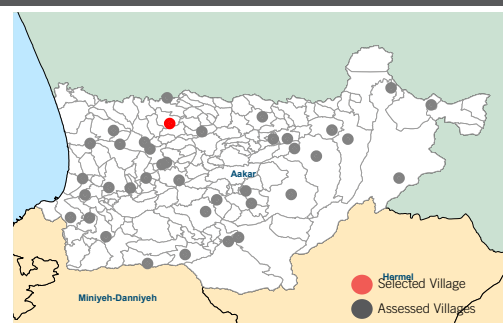 Aakar
Hermel
Selected Village
Miniyeh-Danniyeh
Assessed Villages